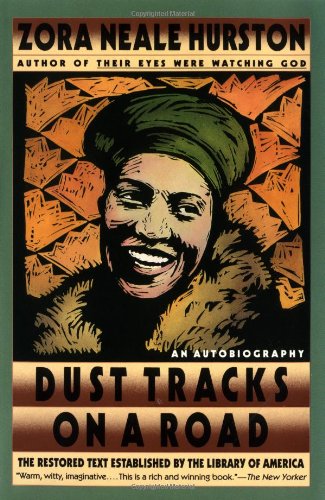 ZORA NEALE HURSTON
AUTHOR OF THEIR EYES WERE WATCHING GOD
AN AUTOBIOGRAPHY
DUST TRACKS
ON A ROAD
THE RESTORED TEXT ESTABLISHED BY THE LIBRARY OF AMERICA
"Warm, witty, imaginative....This is a rich and winning book."—The New Yorker